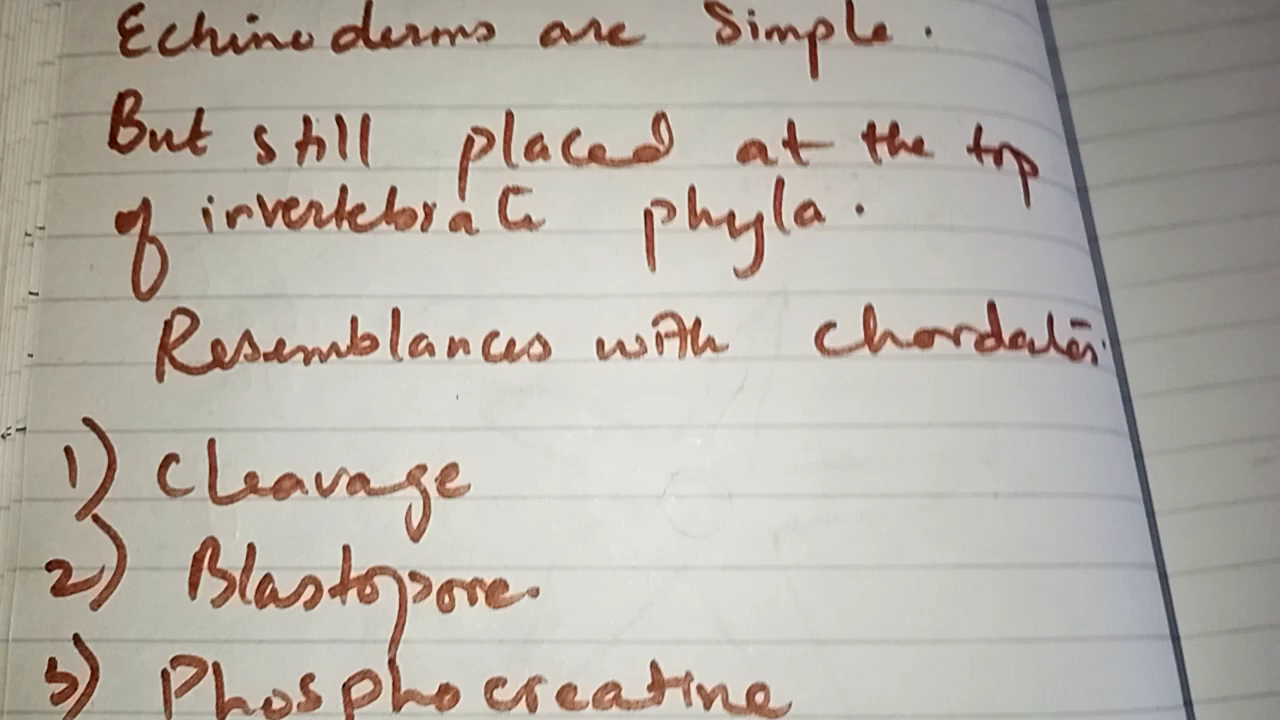 Echinoderms are Simple.
But still placed at the top
of invertebrate phyla.
Resemblances with chordates.
1) Cleavage
2) Blastopore.
3) Phosphocreatine